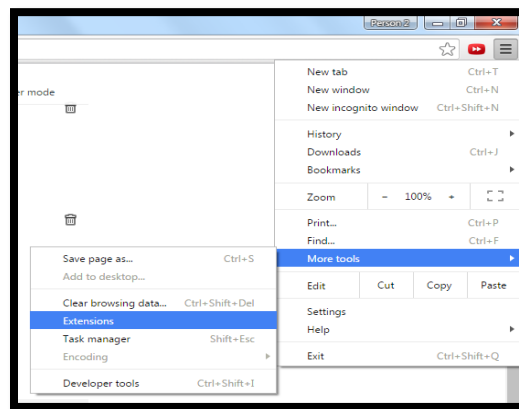 Person 2
New tab Ctrl+T
er mode
New window Ctrl+N
New incognito window Ctrl+Shift+N
History
Downloads Ctrl+J
Bookmarks
Zoom - 100% +
Print... Ctrl+P
Find... Ctrl+F
More tools
Save page as... Ctrl+S
Add to desktop...
Clear browsing data... Ctrl+Shift+Del
Extensions
Task manager Shift+Esc
Encoding
Developer tools Ctrl+Shift+I
Edit Cut Copy Paste
Settings
Help
Exit Ctrl+Shift+Q